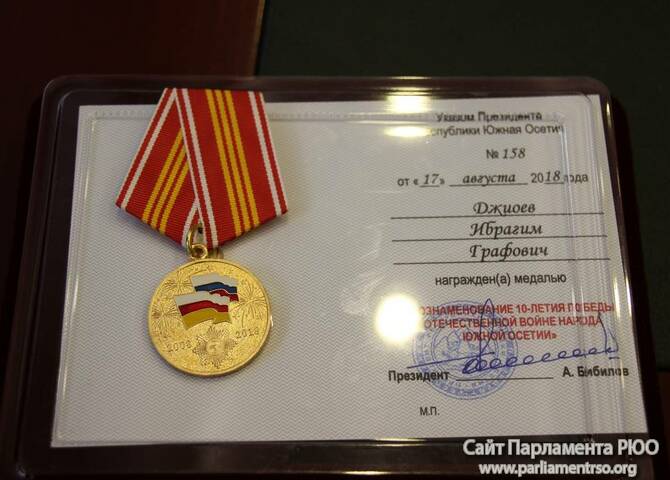 Указом Президента
Республики Южная Осетия
№ 158
от «17» августа 2018 года
Джиоев
Ибрагим
Графович
награжден(а) медалью
ОЗНАМЕНОВАНИЕ 10-ЛЕТИЯ ПОБЕДЫ
ОТЕЧЕСТВЕННОЙ ВОЙНЕ НАРОДА
ЮЖНОЙ ОСЕТИИ»
Президент А. Бибилов
М.П.
2008 2018
Сайт Парламента РЮО
www.parliamentrso.org